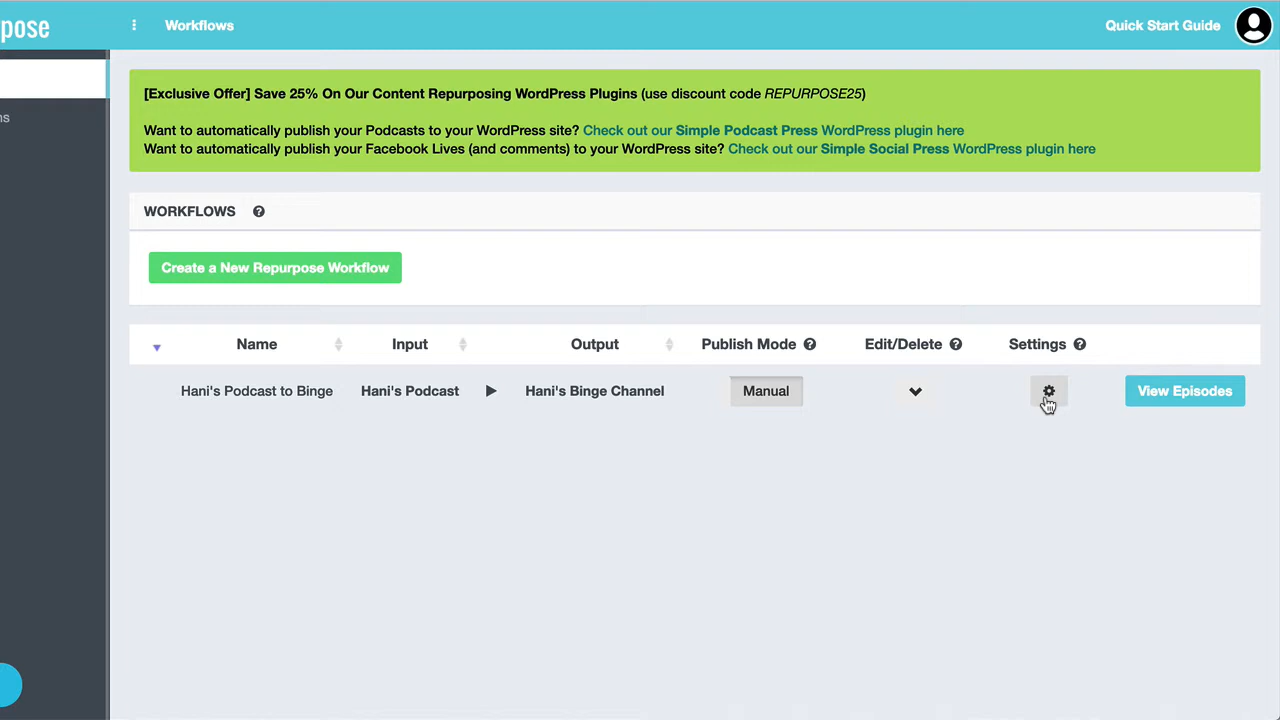 pose
Workflows
Quick Start Guide
[Exclusive Offer] Save 25% On Our Content Repurposing WordPress Plugins (use discount code REPURPOSE25)
Want to automatically publish your Podcasts to your WordPress site? Check out our Simple Podcast Press WordPress plugin here
Want to automatically publish your Facebook Lives (and comments) to your WordPress site? Check out our Simple Social Press WordPress plugin here
ns
WORKFLOWS
Create a New Repurpose Workflow
Name Input Output Publish Mode Edit/Delete Settings
Hani's Podcast to Binge Hani's Podcast Hani's Binge Channel Manual View Episodes